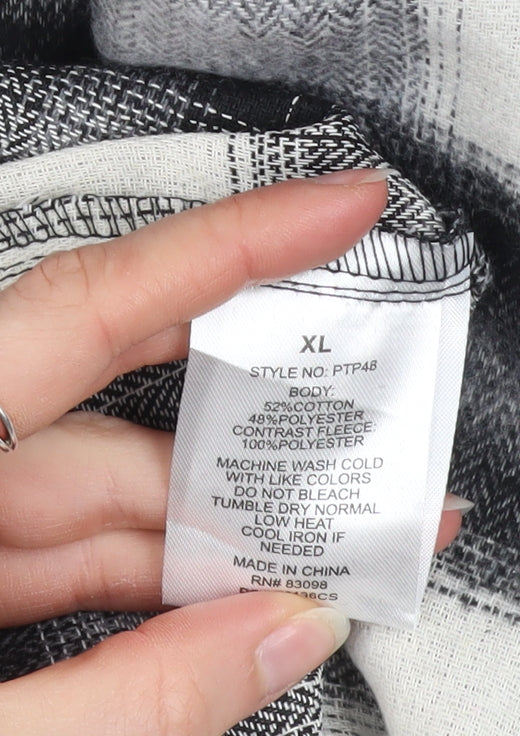 XL
STYLE NO: PTP48
BODY:
52%COTTON
48%POLYESTER
CONTRAST FLEECE:
100%POLYESTER
MACHINE WASH COLD
WITH LIKE COLORS
DO NOT BLEACH
TUMBLE DRY NORMAL
LOW HEAT
COOL IRON IF
NEEDED
MADE IN CHINA
RN# 83098